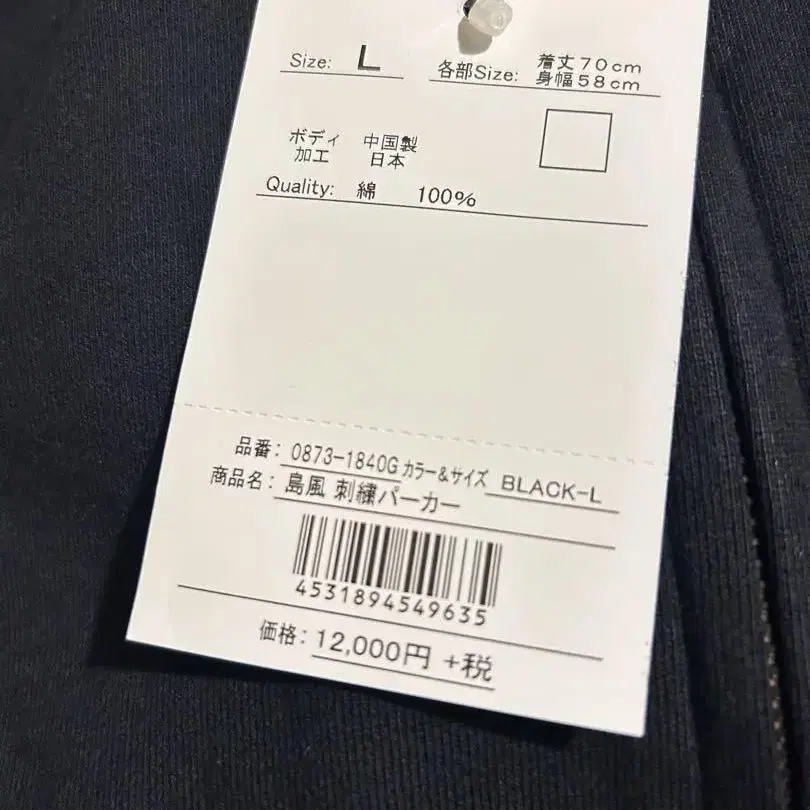 Size: L 各部Size: 着丈70cm
身幅58cm
ボディ 中国製
加工 日本
Quality: 綿 100%
品番: 0873-1840G カラー&サイズ BLACK-L
商品名: 島風 刺繍パーカー
4531894549635
価格: 12,000円 +税